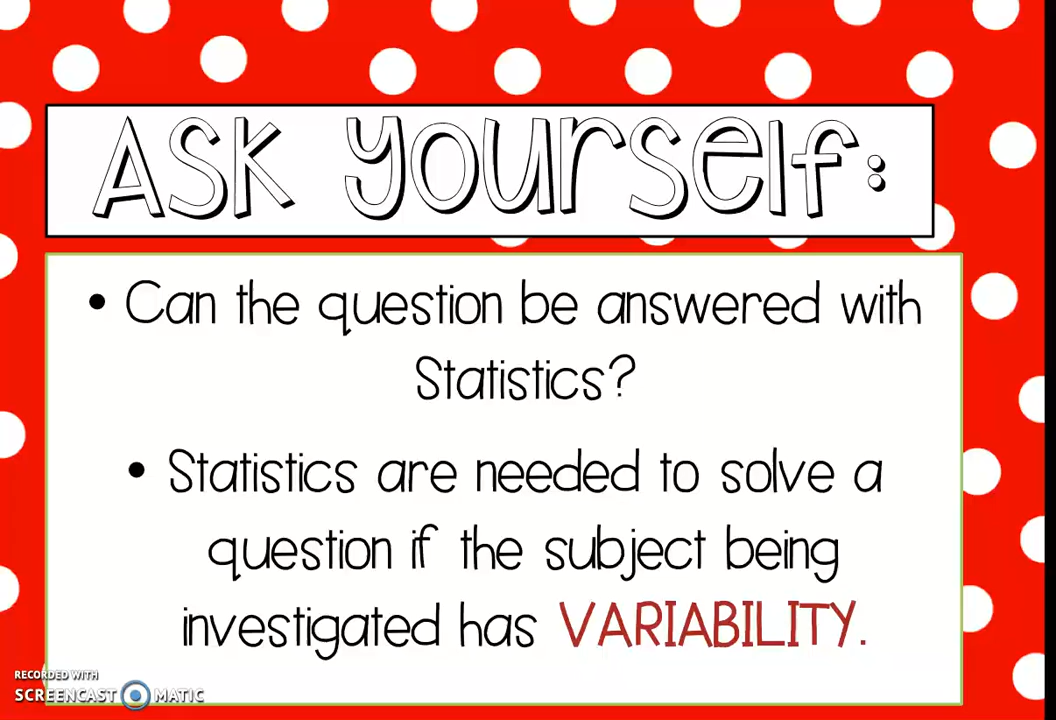 Ask yourself:
• Can the question be answered with
Statistics?
• Statistics are needed to solve a
question if the subject being
investigated has VARIABILITY.
RECORDED WITH
SCREENCAST MATIC